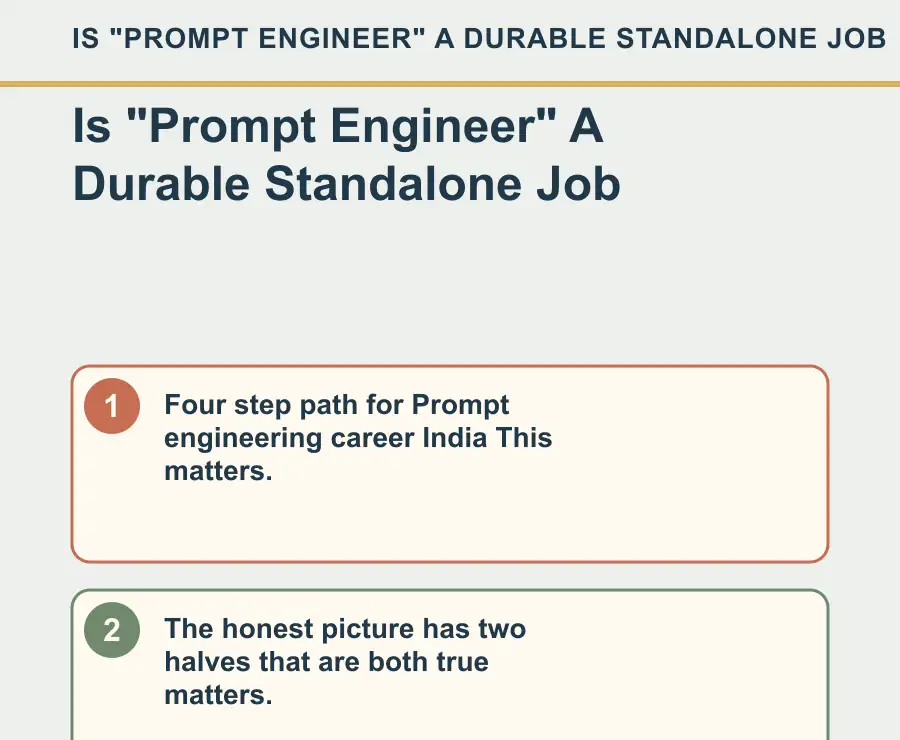 IS "PROMPT ENGINEER" A DURABLE STANDALONE JOB
Is "Prompt Engineer" A
Durable Standalone Job
1
Four step path for Prompt
engineering career India This
matters.
2
The honest picture has two
halves that are both true
matters.